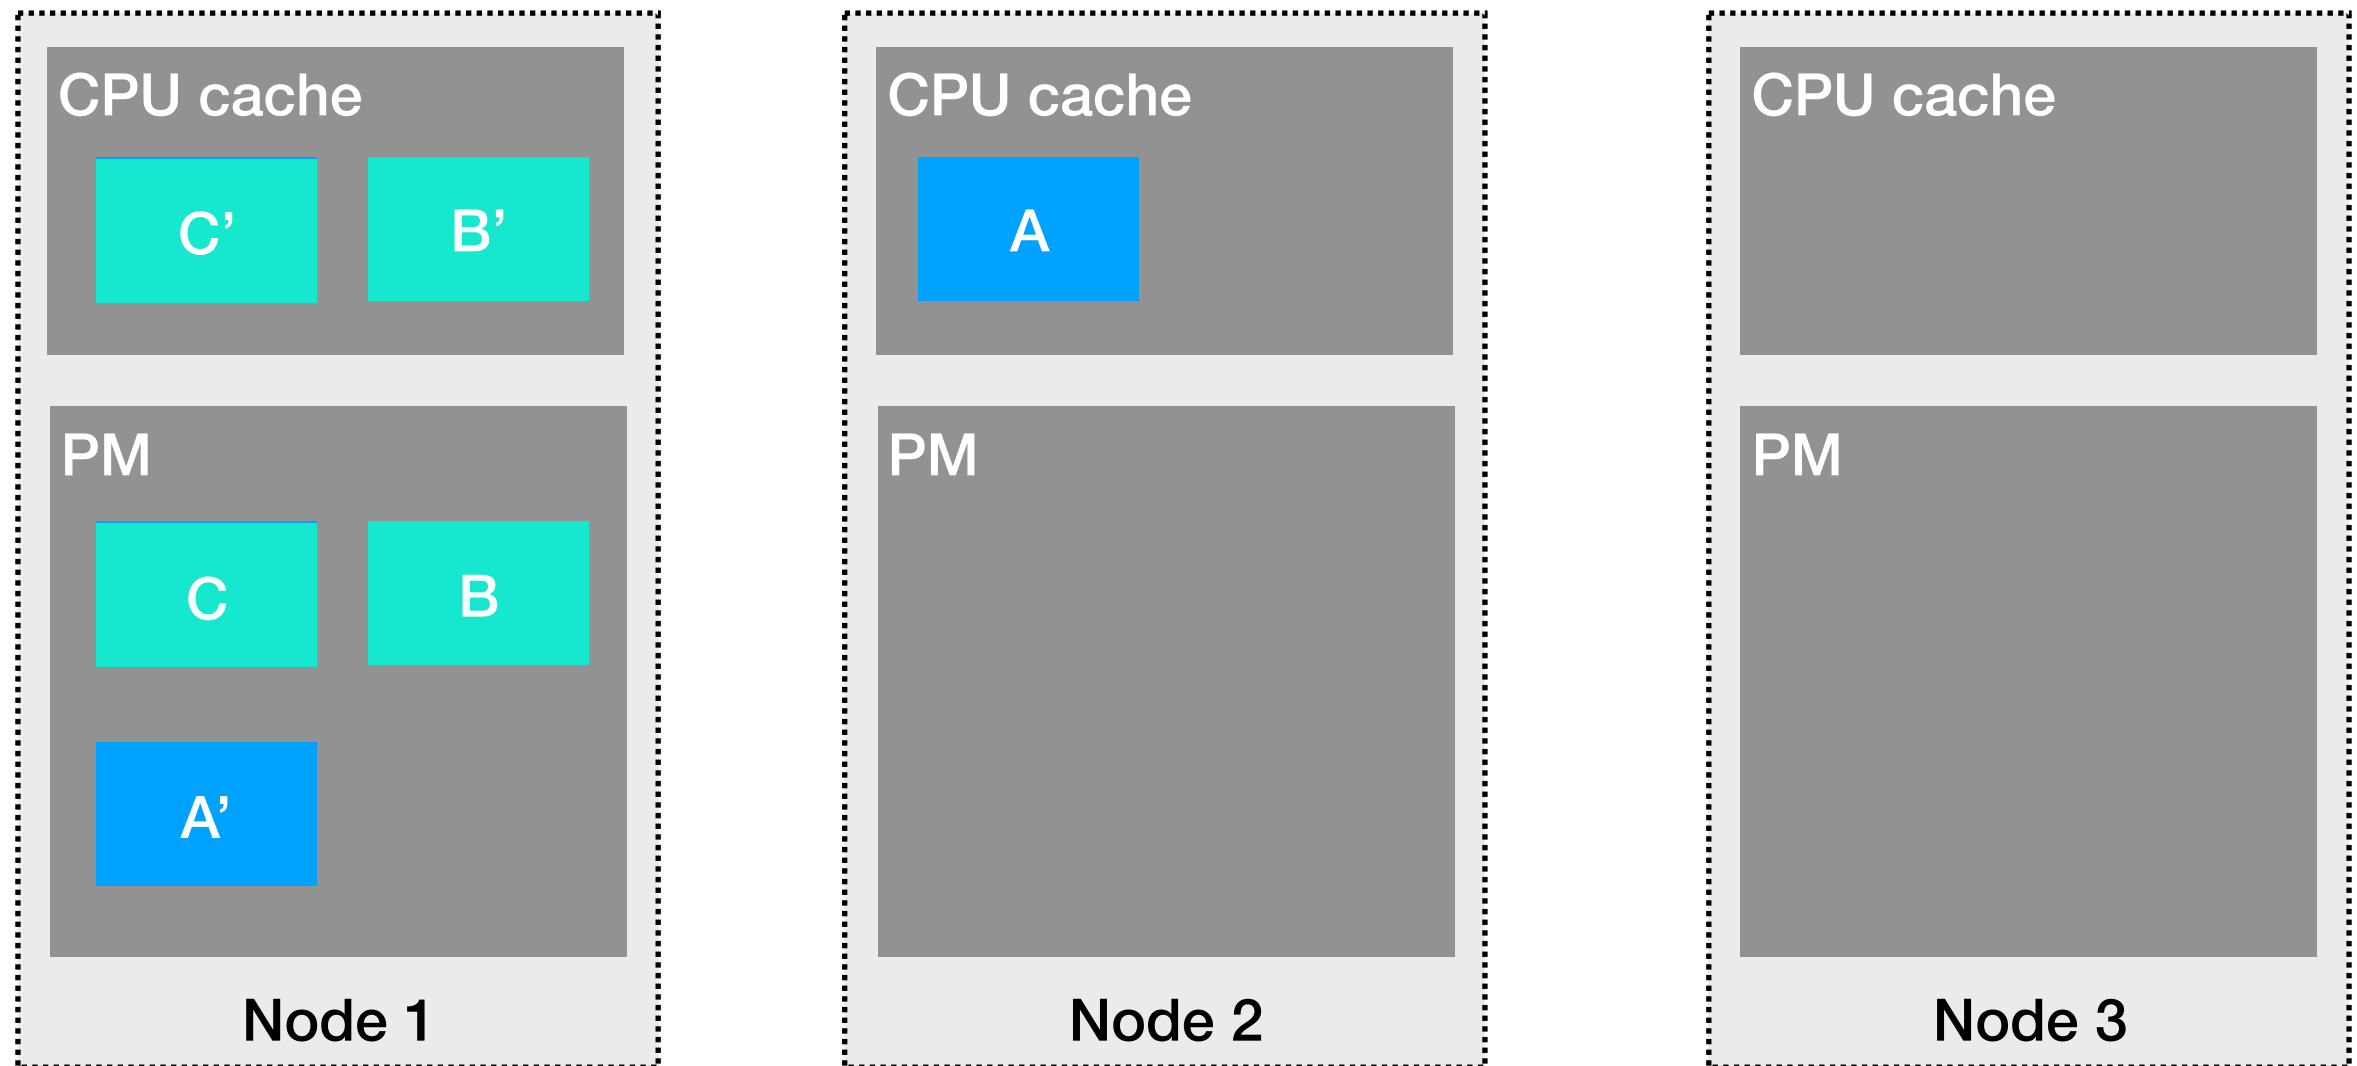 CPU cache
C’
B’
PM
C
B
A’
Node 1
CPU cache
A
PM
Node 2
CPU cache
PM
Node 3